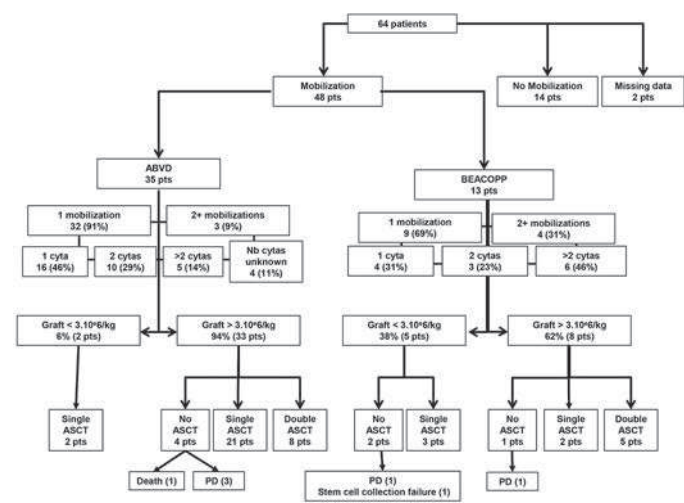 64 patients
Mobilization
48 pts
No Mobilization
14 pts
Missing data
2 pts
ABVD
35 pts
BEACOPP
13 pts
1 mobilization
32 (91%)
2+ mobilizations
3 (9%)
1 mobilization
9 (69%)
2+ mobilizations
4 (31%)
1 cyta
16 (46%)
2 cytas
10 (29%)
>2 cytas
5 (14%)
Nb cytas
unknown
4 (11%)
1 cyta
4 (31%)
2 cytas
3 (23%)
>2 cytas
6 (46%)
Graft < 3.10*6/kg
6% (2 pts)
Graft > 3.10*6/kg
94% (33 pts)
Graft < 3.10*6/kg
38% (5 pts)
Graft > 3.10*6/kg
62% (8 pts)
Single
ASCT
2 pts
No
ASCT
4 pts
Single
ASCT
21 pts
Double
ASCT
8 pts
No
ASCT
2 pts
Single
ASCT
3 pts
No
ASCT
1 pts
Single
ASCT
2 pts
Double
ASCT
5 pts
Death (1)
PD (3)
PD (1)
Stem cell collection failure (1)
PD (1)